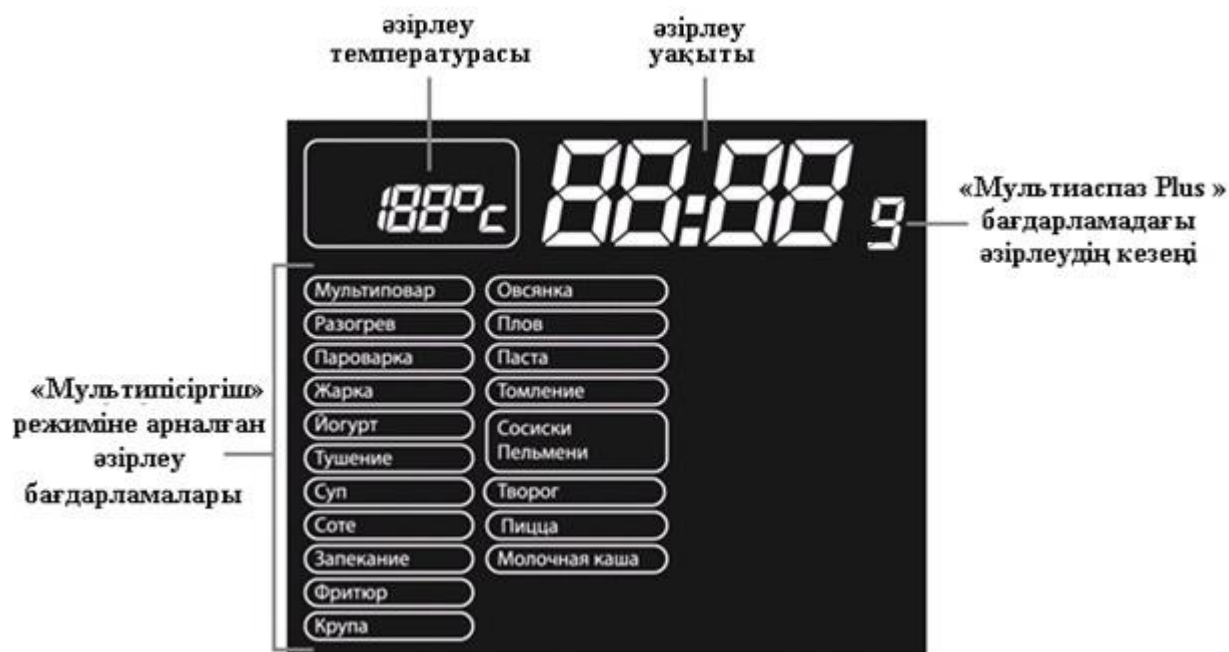 әзірлеу
температурасы
әзірлеу
уақыты
188°c
88:88
9
«Мультиаспаз Plus »
бағдарламадағы
әзірлеудің кезеңі
«Мультипісіргіш»
режиміне арналған
әзірлеу
бағдарламалары
Мультиповар
Разогрев
Пароварка
Жарка
Йогурт
Тушение
Суп
Соте
Запекание
Фритюр
Крупа
Овсянка
Плов
Паста
Томление
Сосиски
Пельмени
Творог
Пицца
Молочная каша